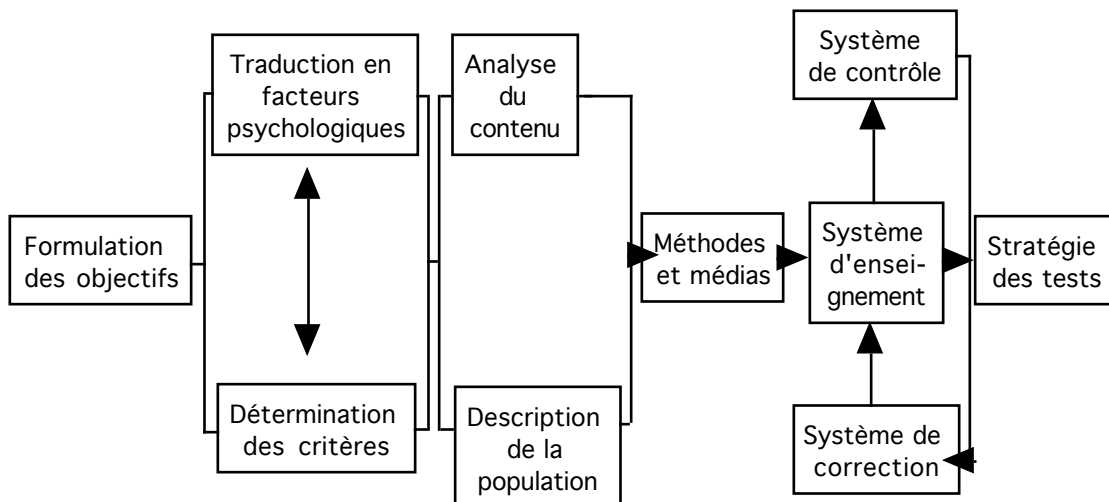 Formulation
des objectifs
Traduction en
facteurs
psychologiques
Détermination
des critères
Analyse
du
contenu
Description
de la
population
Méthodes
et médias
Système
de contrôle
Système
d'ensei-
gnement
Système de
correction
Stratégie
des tests